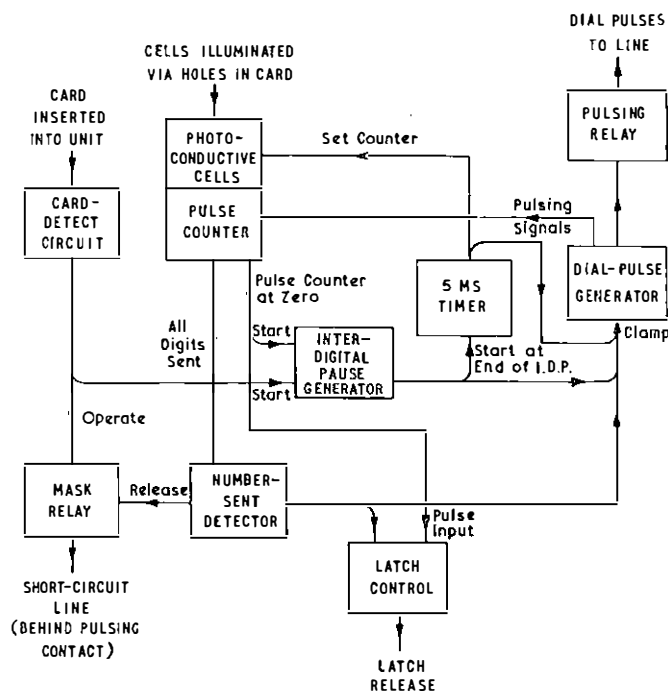 DIAL PULSES
TO LINE
CELLS ILLUMINATED
VIA HOLES IN CARD
CARD
INSERTED
INTO UNIT
PULSING
RELAY
PHOTO-
CONDUCTIVE
CELLS
Set Counter
CARD-
DETECT
CIRCUIT
PULSE
COUNTER
Pulsing
Signals
5 MS
TIMER
DIAL-PULSE
GENERATOR
Pulse Counter
at Zero
All
Digits
Sent
Start
INTER-
DIGITAL
PAUSE
GENERATOR
Clamp
Start at
End of I.D.P.
Start
Operate
MASK
RELAY
Release
NUMBER-
SENT
DETECTOR
Pulse
Input
LATCH
CONTROL
SHORT-CIRCUIT
LINE
(BEHIND PULSING
CONTACT)
LATCH
RELEASE